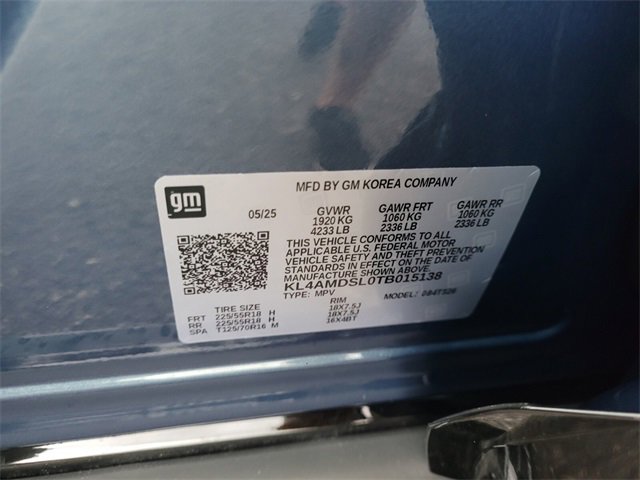 MFD BY GM KOREA COMPANY
gm
05/25 GVWR GAWR FRT GAWR RR
1920 KG 1060 KG 1060 KG
4233 LB 2336 LB 2336 LB
THIS VEHICLE CONFORMS TO ALL
APPLICABLE U.S. FEDERAL MOTOR
VEHICLE SAFETY AND THEFT PREVENTION
STANDARDS IN EFFECT ON THE DATE OF
MANUFACTURE SHOWN ABOVE.
KL4AMDSL0TB015138
TYPE: MPV MODEL:
TIRE SIZE RIM
FRT 225/55R18 H 18X7.5J
RR 225/55R18 H 18X7.5J
SPA T125/70R16 M 16X4BT